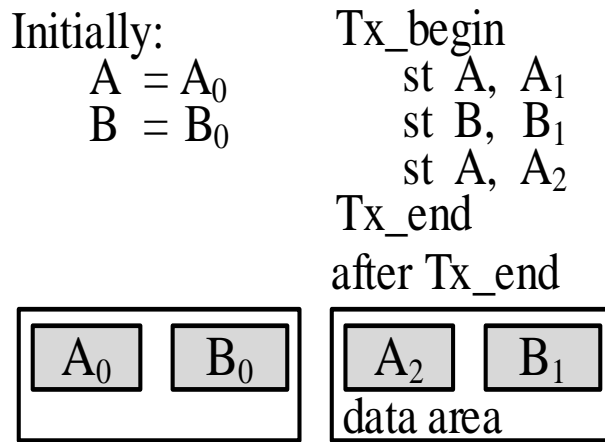 Initially:
A = A₀
B = B₀
Tx_begin
st A, A₁
st B, B₁
st A, A₂
Tx_end
after Tx_end
A₀ B₀
A₂ B₁
data area